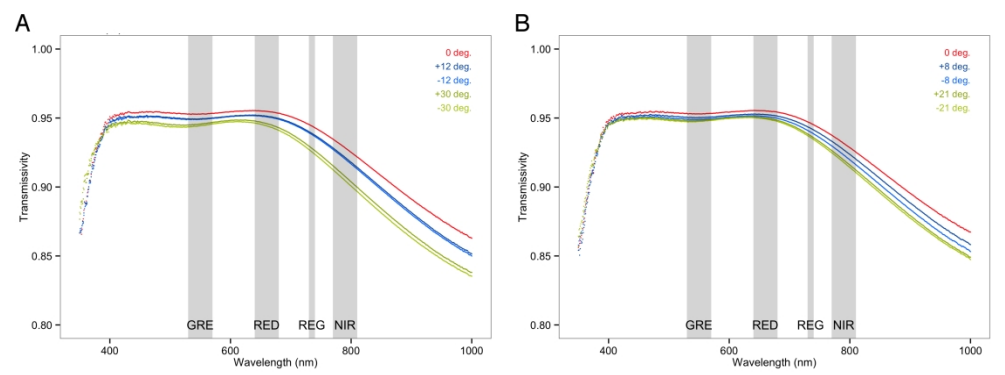 A
Transmissivity
1.00
0.95
0.90
0.85
0.80
0 deg.
+12 deg.
-12 deg.
+30 deg.
-30 deg.
GRE RED REG NIR
400 600 800 1000
Wavelength (nm)
B
Transmissivity
1.00
0.95
0.90
0.85
0.80
0 deg.
+8 deg.
-8 deg.
+21 deg.
-21 deg.
GRE RED REG NIR
400 600 800 1000
Wavelength (nm)